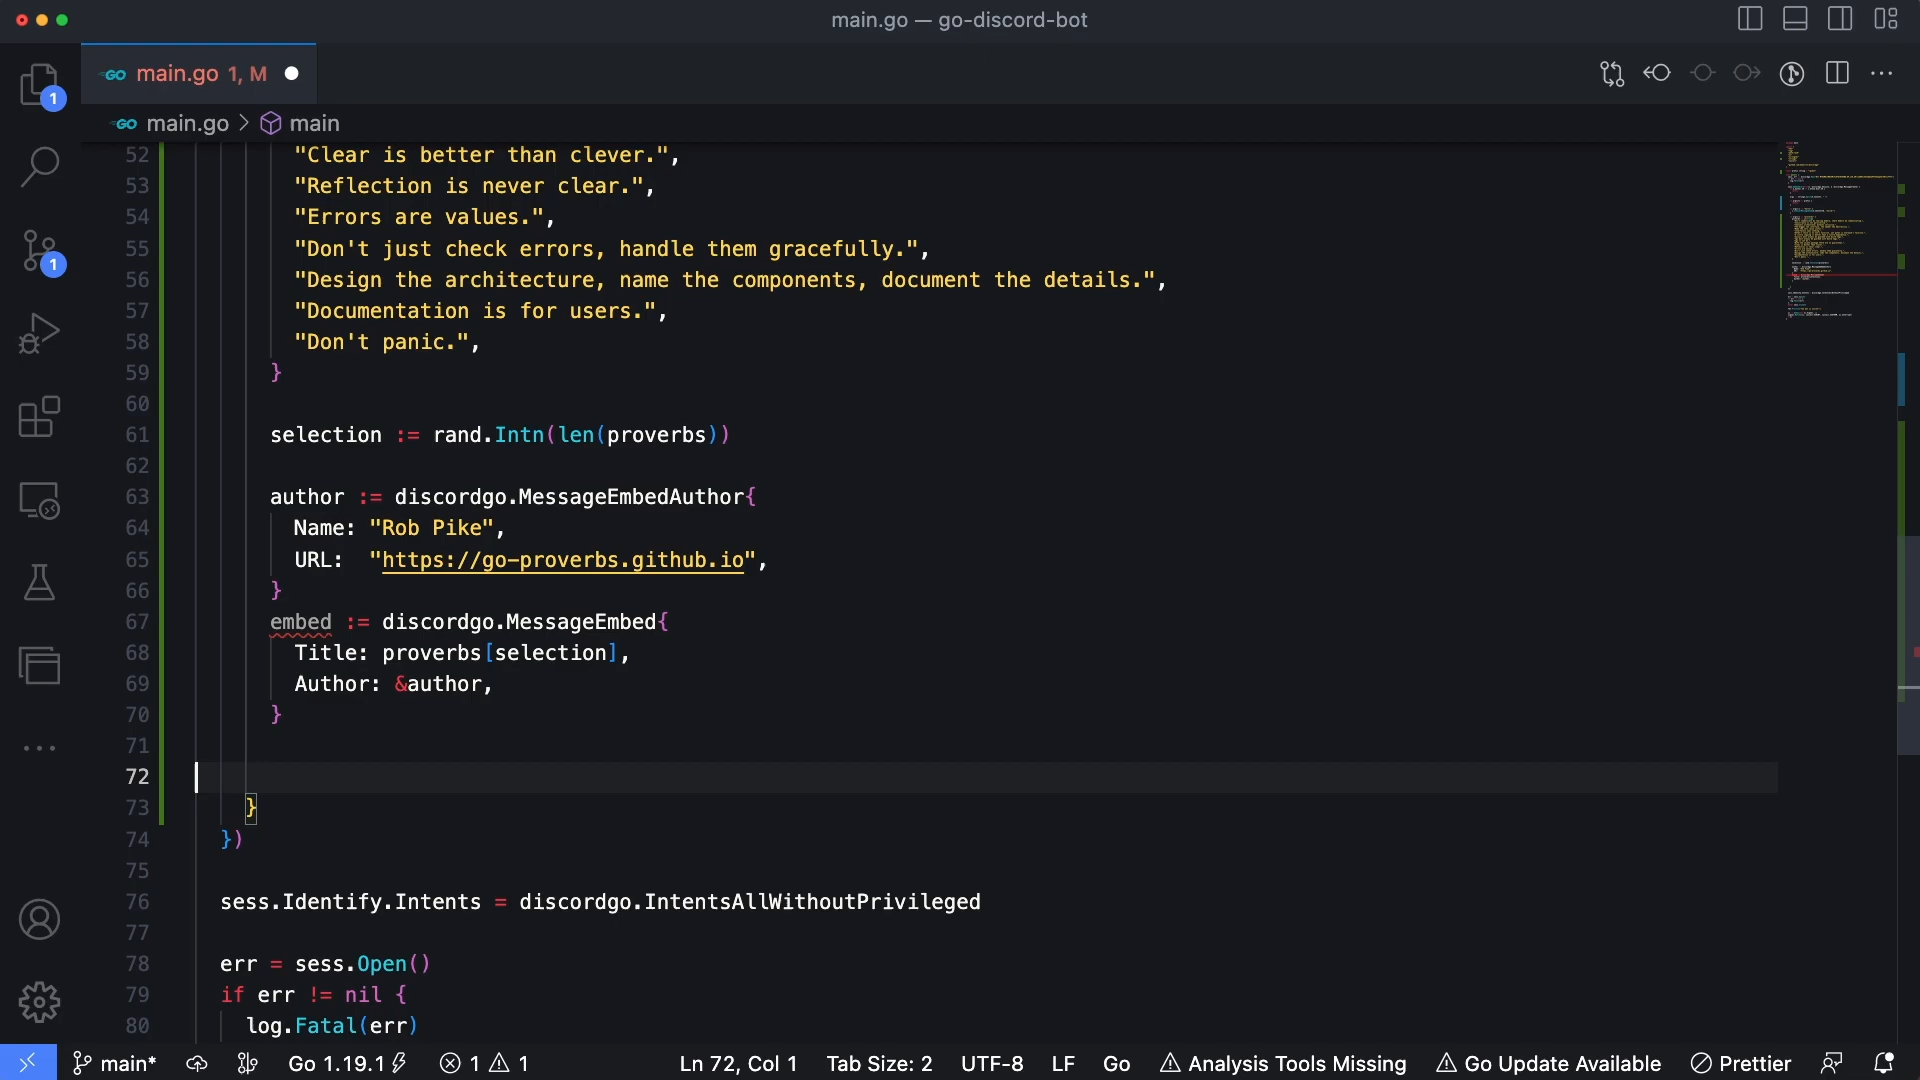 main.go — go-discord-bot
GO main.go 1, M
1
GO main.go > main
52 "Clear is better than clever.",
53 "Reflection is never clear.",
54 "Errors are values.",
1
55 "Don't just check errors, handle them gracefully.",
56 "Design the architecture, name the components, document the details.",
57 "Documentation is for users.",
58 "Don't panic.",
59 }
60
61 selection := rand.Intn(len(proverbs))
62
63 author := discordgo.MessageEmbedAuthor{
64 Name: "Rob Pike",
65 URL:  "https://go-proverbs.github.io",
66 }
67 embed := discordgo.MessageEmbed{
68 Title: proverbs[selection],
69 Author: &author,
70 }
71
72
73 }
74 })
75
76 sess.Identify.Intents = discordgo.IntentsAllWithoutPrivileged
77
78 err = sess.Open()
79 if err != nil {
80 log.Fatal(err)
main* Go 1.19.1 1 1 Ln 72, Col 1 Tab Size: 2 UTF-8 LF Go Analysis Tools Missing Go Update Available Prettier